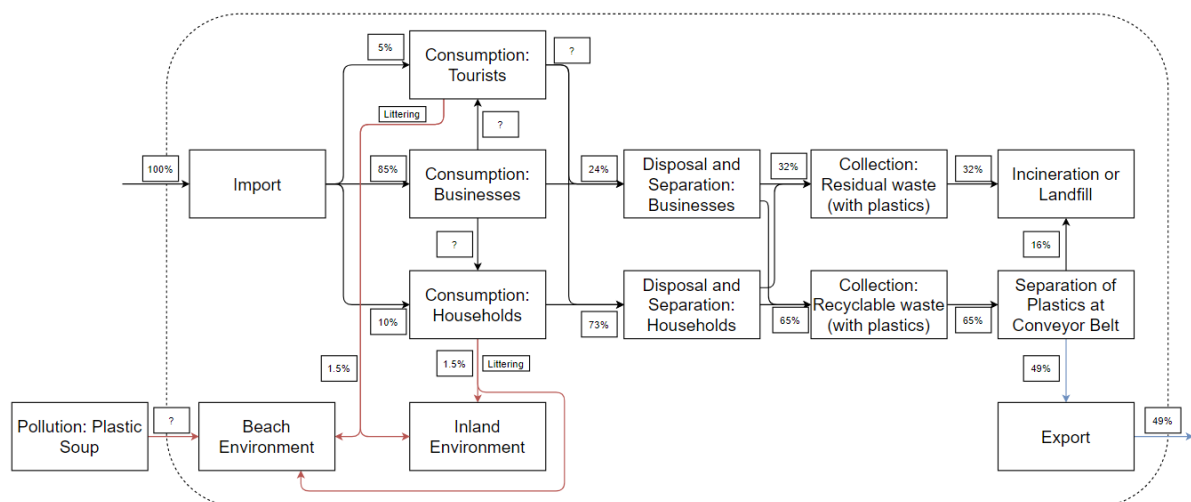 5%
Consumption:
Tourists
?
Littering
?
100%
Import
85%
Consumption:
Businesses
24%
Disposal and
Separation:
Businesses
32%
Collection:
Residual waste
(with plastics)
32%
Incineration or
Landfill
?
16%
10%
Consumption:
Households
73%
Disposal and
Separation:
Households
65%
Collection:
Recyclable waste
(with plastics)
65%
Separation of
Plastics at
Conveyor Belt
1.5%
1.5%
Littering
49%
Pollution: Plastic
Soup
?
Beach
Environment
Inland
Environment
Export
49%